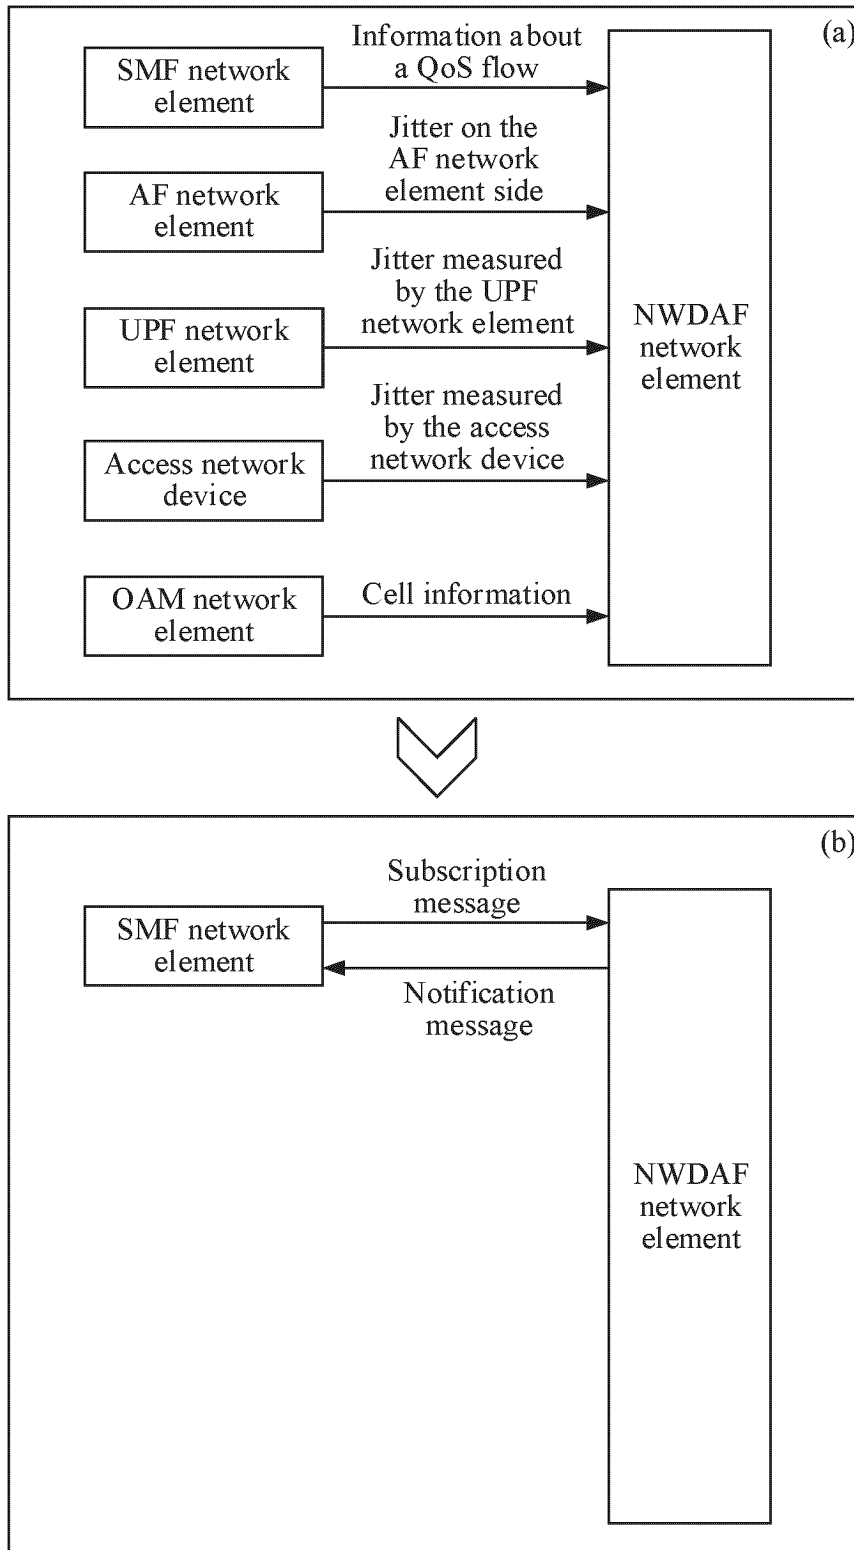 (a)
SMF network
element
Information about
a QoS flow
AF network
element
Jitter on the
AF network
element side
UPF network
element
Jitter measured
by the UPF
network element
Access network
device
Jitter measured
by the access
network device
OAM network
element
Cell information
NWDAF
network
element
(b)
SMF network
element
Subscription
message
Notification
message
NWDAF
network
element